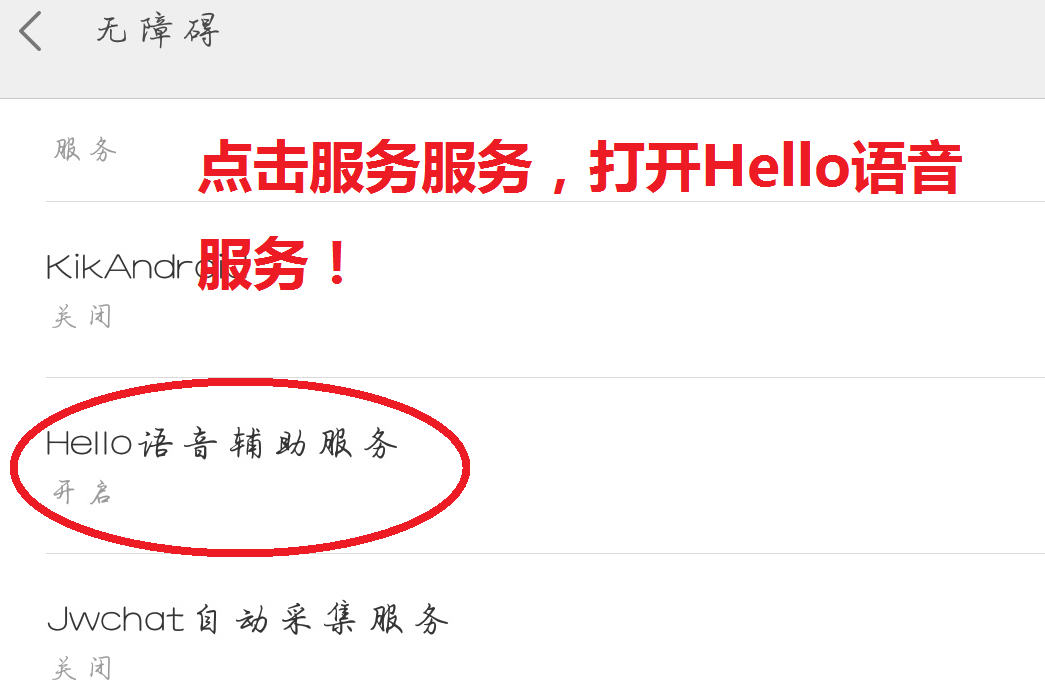 无障碍
服务
点击服务服务，打开Hello语音
服务！
KikAndroid
关闭
Hello语音辅助服务
开启
Jwchat自动采集服务
关闭